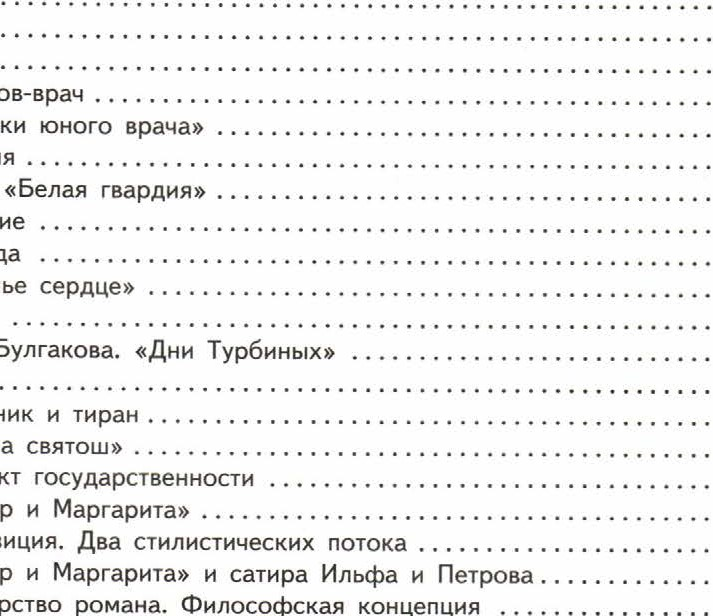 ов-врач
ки юного врача»
ия
«Белая гвардия»
ие
да
ье сердце»
Булгакова. «Дни Турбиных»
ник и тиран
а святош»
кт государственности
р и Маргарита»
зиция. Два стилистических потока
р и Маргарита» и сатира Ильфа и Петрова
рство романа. Философская концепция